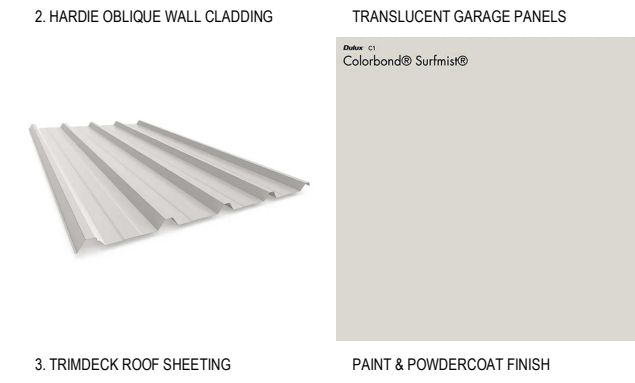 2. HARDIE OBLIQUE WALL CLADDING
TRANSLUCENT GARAGE PANELS
Dulux C1
Colorbond® Surfmist®
3. TRIMDECK ROOF SHEETING
PAINT & POWDERCOAT FINISH